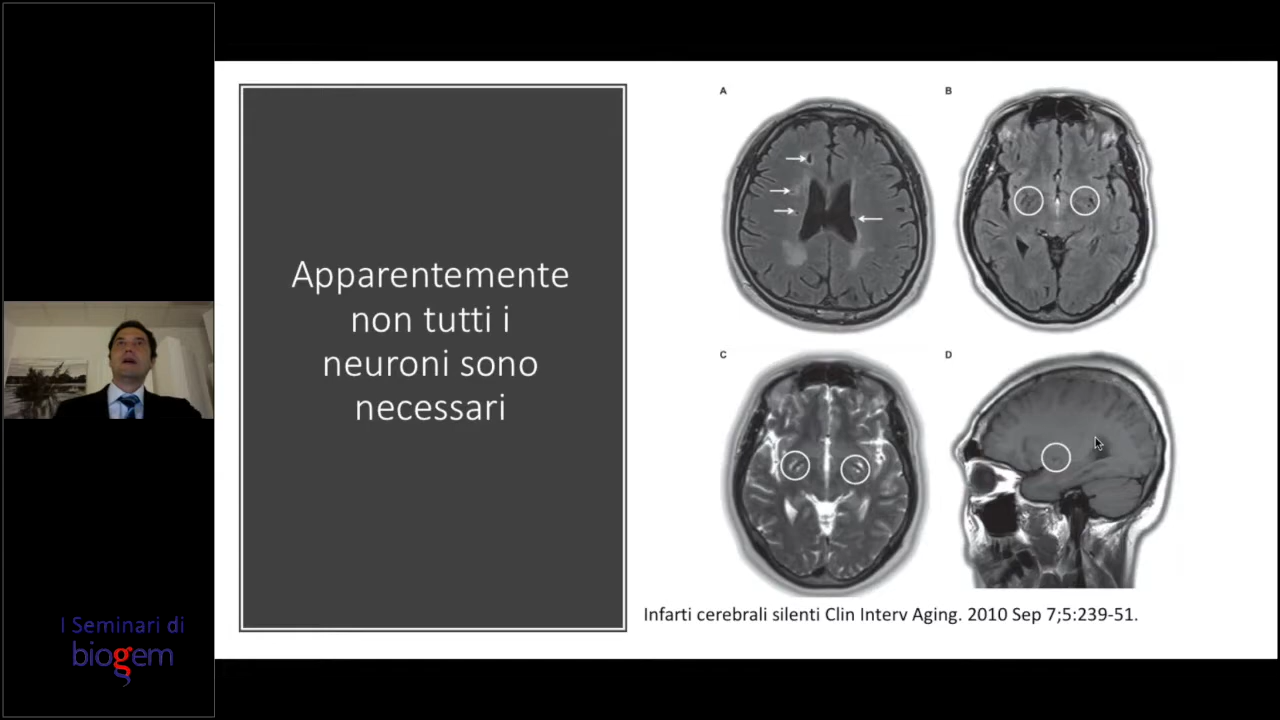 Apparentemente
non tutti i
neuroni sono
necessari
A
B
C
D
Infarti cerebrali silenti Clin Interv Aging. 2010 Sep 7;5:239-51.
I Seminari di
biogem